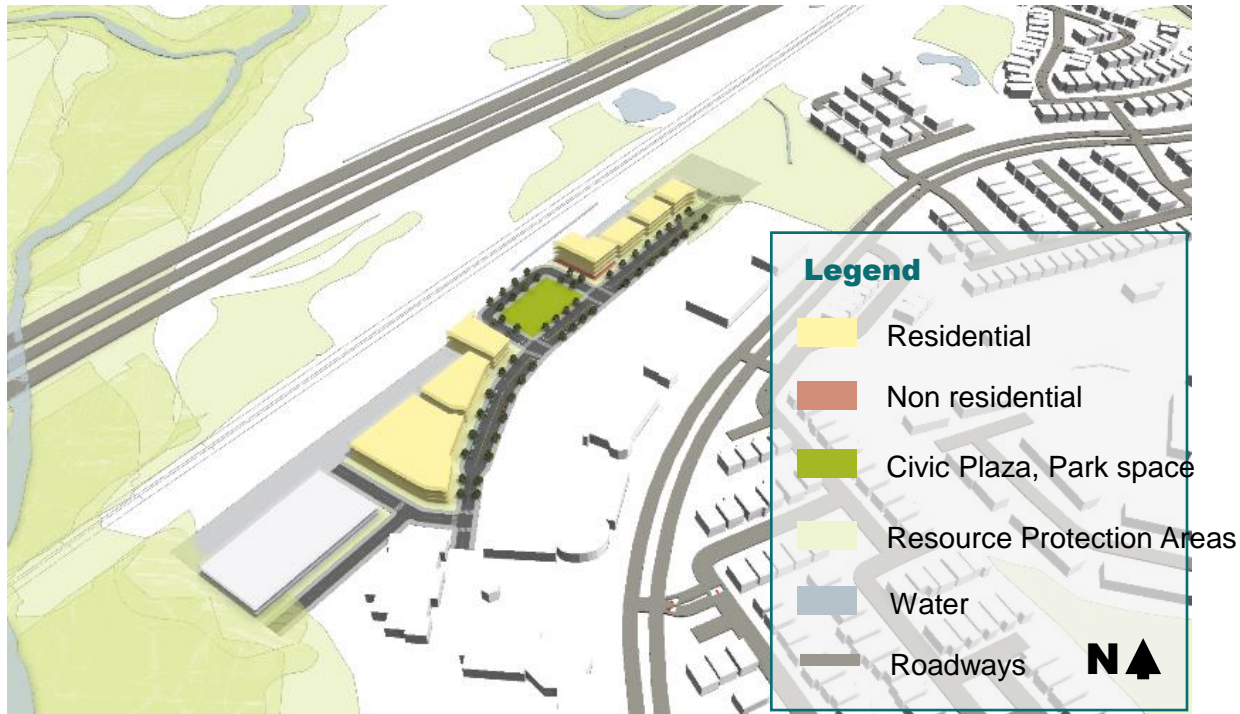 Legend
Residential
Non residential
Civic Plaza, Park space
Resource Protection Areas
Water
Roadways
N